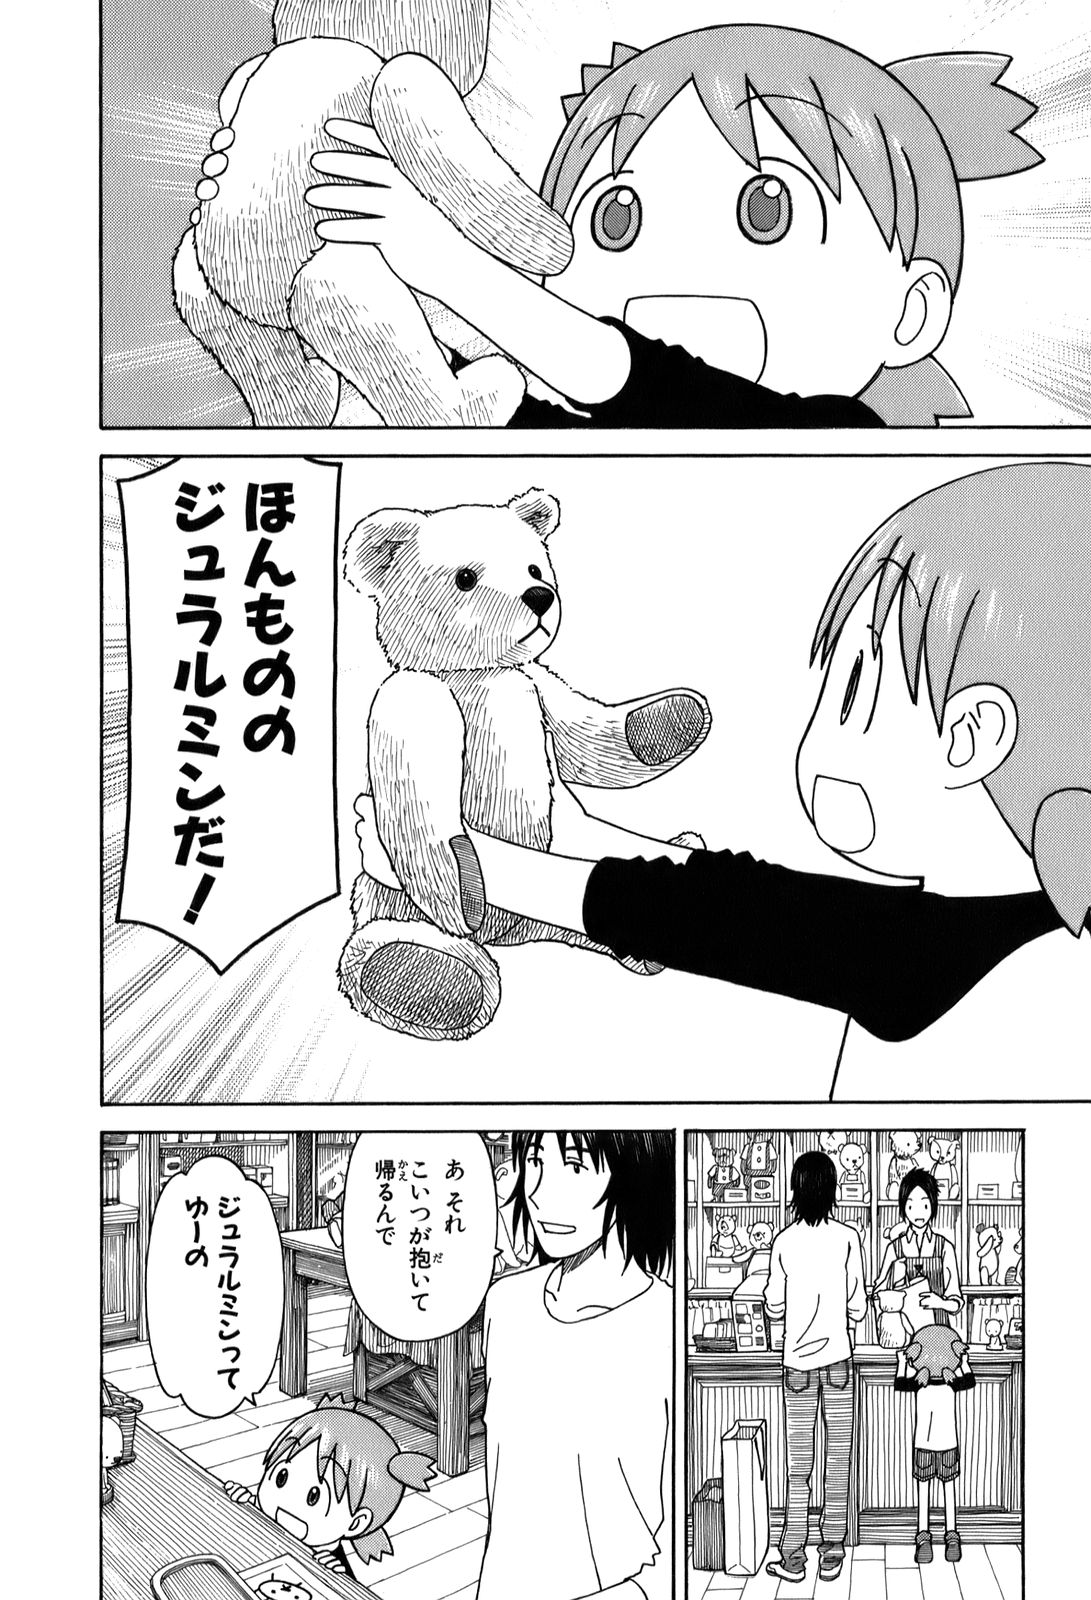 ほんものの
ジュラルミンだ!
あ それ
こいつが抱いて
帰るんで
ジュラルミンって
ゆーの